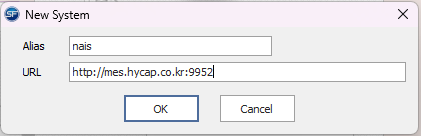 New System
Alias nais
URL http://mes.hycap.co.kr:9952
OK Cancel